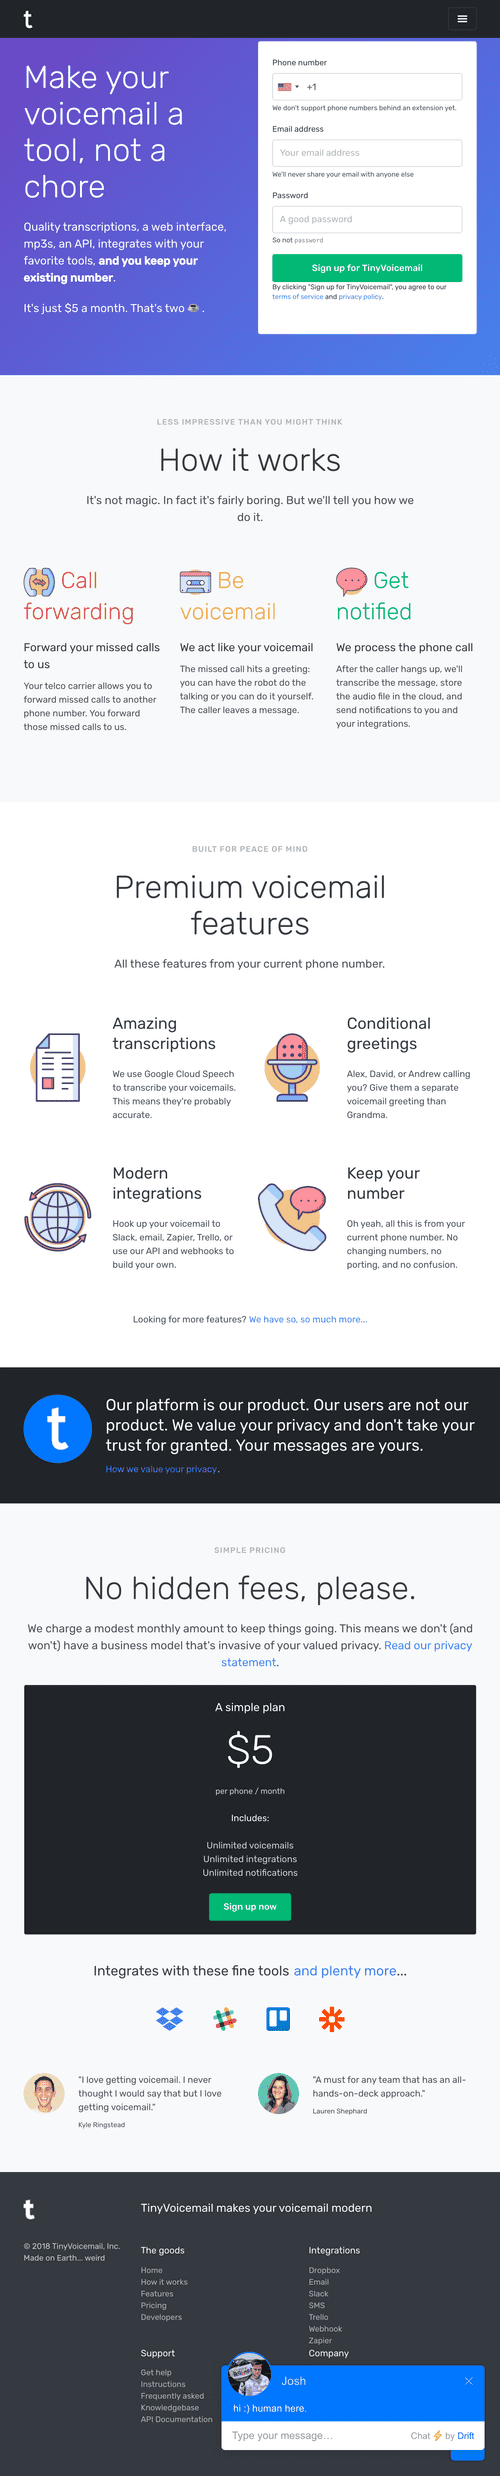 t
Make your
voicemail a
tool, not a
chore
Quality transcriptions, a web interface,
mp3s, an API, integrates with your
favorite tools, and you keep your
existing number.
It's just $5 a month. That's two ☕ .
Phone number
+1
We don't support phone numbers behind an extension yet.
Email address
Your email address
We'll never share your email with anyone else
Password
A good password
So not password
Sign up for TinyVoicemail
By clicking "Sign up for TinyVoicemail", you agree to our
terms of service and privacy policy.
LESS IMPRESSIVE THAN YOU MIGHT THINK
How it works
It's not magic. In fact it's fairly boring. But we'll tell you how we
do it.
Call
forwarding
Forward your missed calls
to us
Your telco carrier allows you to
forward missed calls to another
phone number. You forward
those missed calls to us.
Be
voicemail
We act like your voicemail
The missed call hits a greeting:
you can have the robot do the
talking or you can do it yourself.
The caller leaves a message.
Get
notified
We process the phone call
After the caller hangs up, we'll
transcribe the message, store
the audio file in the cloud, and
send notifications to you and
your integrations.
BUILT FOR PEACE OF MIND
Premium voicemail
features
All these features from your current phone number.
Amazing
transcriptions
We use Google Cloud Speech
to transcribe your voicemails.
This means they're probably
accurate.
Conditional
greetings
Alex, David, or Andrew calling
you? Give them a separate
voicemail greeting than
Grandma.
Modern
integrations
Hook up your voicemail to
Slack, email, Zapier, Trello, or
use our API and webhooks to
build your own.
Keep your
number
Oh yeah, all this is from your
current phone number. No
changing numbers, no
porting, and no confusion.
Looking for more features? We have so, so much more...
t
Our platform is our product. Our users are not our
product. We value your privacy and don't take your
trust for granted. Your messages are yours.
How we value your privacy.
SIMPLE PRICING
No hidden fees, please.
We charge a modest monthly amount to keep things going. This means we don't (and
won't) have a business model that's invasive of your valued privacy. Read our privacy
statement.
A simple plan
$5
per phone / month
Includes:
Unlimited voicemails
Unlimited integrations
Unlimited notifications
Sign up now
Integrates with these fine tools and plenty more...
"I love getting voicemail. I never
thought I would say that but I love
getting voicemail."
Kyle Ringstead
"A must for any team that has an all-
hands-on-deck approach."
Lauren Shephard
t
© 2018 TinyVoicemail, Inc.
Made on Earth... weird
TinyVoicemail makes your voicemail modern
The goods
Home
How it works
Features
Pricing
Developers
Integrations
Dropbox
Email
Slack
SMS
Trello
Webhook
Zapier
Support
Get help
Instructions
Frequently asked
Knowledgebase
API Documentation
Company
Josh
hi :) human here.
Type your message...
Chat ⚡ by Drift